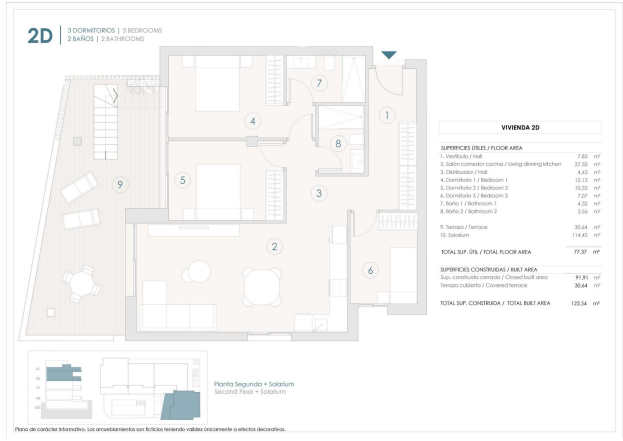 2D
3 DORMITORIOS | 3 BEDROOMS
2 BAÑOS | 2 BATHROOMS
7
4
1
8
5
9
3
2
6
VIVIENDA 2D
SUPERFICIES ÚTILES / FLOOR AREA
1. Vestíbulo / Hall 7.83 m²
2. Salón comedor cocina / Living dinning kitchen 27.50 m²
3. Distribuidor / Hall 4.43 m²
4. Dormitorio 1 / Bedroom 1 12.13 m²
5. Dormitorio 2 / Bedroom 2 10.53 m²
6. Dormitorio 3 / Bedroom 3 7.07 m²
7. Baño 1 / Bathroom 1 4.32 m²
8. Baño 2 / Bathroom 2 3.56 m²
9. Terraza / Terrace 30.64 m²
10. Solarium 114.42 m²
TOTAL SUP. ÚTIL / TOTAL FLOOR AREA 77.37 m²
SUPERFICIES CONSTRUIDAS / BUILT AREA
Sup. construida cerrada / Closed built areas 91.91 m²
Terraza cubierta / Covered terrace 30.64 m²
TOTAL SUP. CONSTRUIDA / TOTAL BUILT AREA 122.54 m²
Planta Segunda + Solarium
Second Floor + Solarium
Plano de carácter informativo. Los amueblamientos son ficticios teniendo validez únicamente a efectos decorativos.